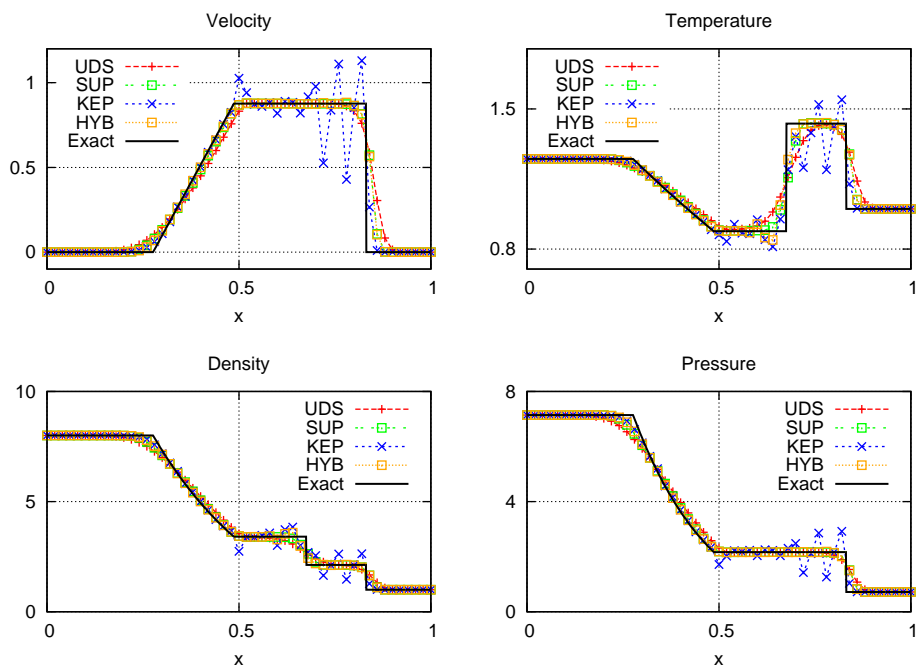 Velocity
1
0.5
0
0
0.5
1
x
UDS
SUP
KEP
HYB
Exact
Temperature
1.5
0.8
0
0.5
1
x
UDS
SUP
KEP
HYB
Exact
Density
10
5
0
0
0.5
1
x
UDS
SUP
KEP
HYB
Exact
Pressure
8
4
0
0
0.5
1
x
UDS
SUP
KEP
HYB
Exact